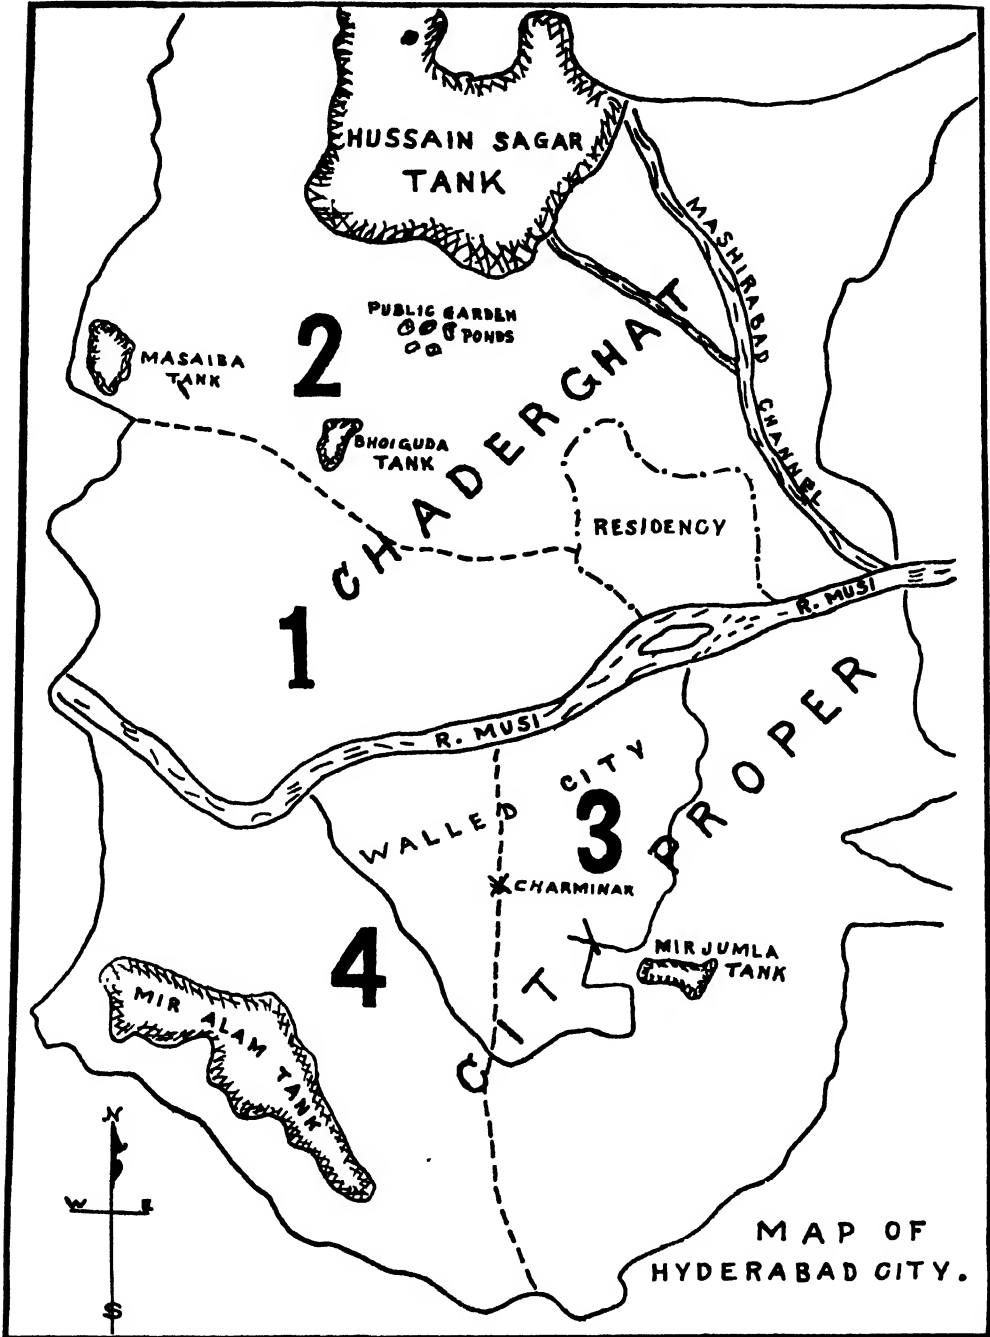 HUSSAIN SAGAR
TANK
MASHIRABAD CHANNEL
PUBLIC GARDEN
PONDS
2
MASAIBA
TANK
BHOIGUDA
TANK
CHADERGHAT
RESIDENCY
1
R. MUSI
R. MUSI
WALLED CITY
3
CITY PROPER
CHARMINAR
4
MIR JUMLA
TANK
MIR ALAM TANK
N
W E
S
MAP OF
HYDERABAD CITY.